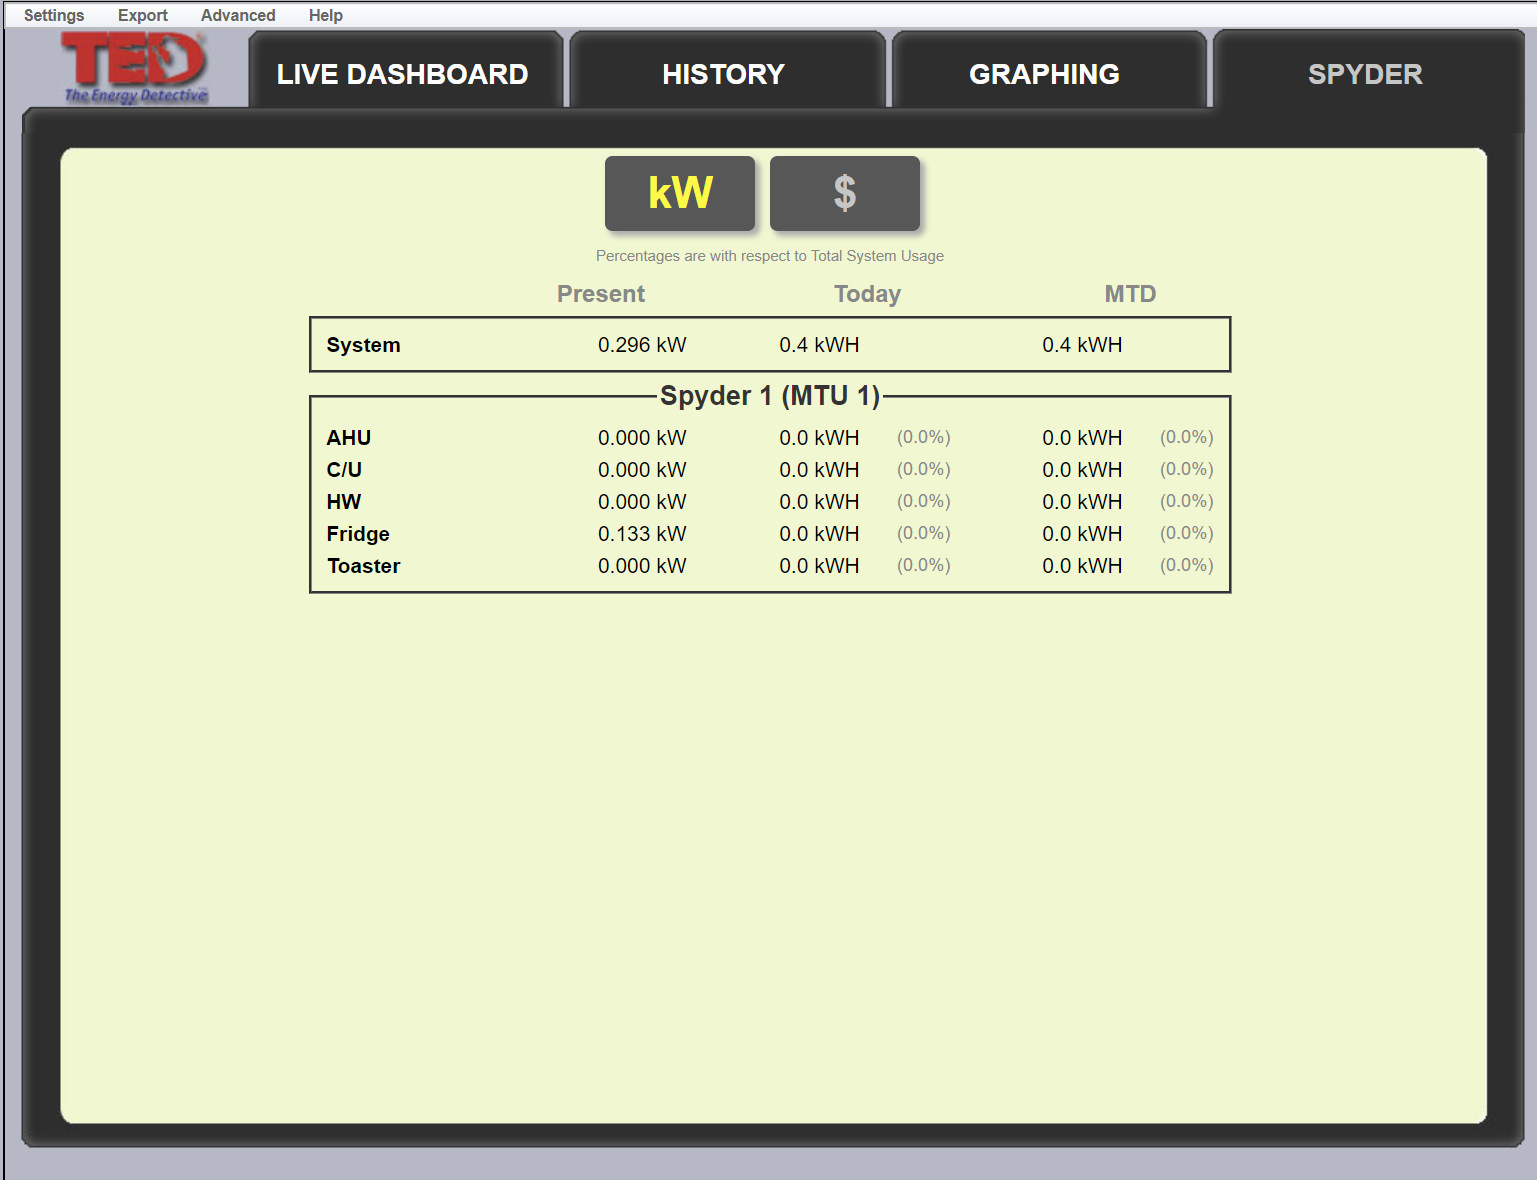 Settings Export Advanced Help
TED
The Energy Detective
LIVE DASHBOARD HISTORY GRAPHING SPYDER
kW $
Percentages are with respect to Total System Usage
Present Today MTD
System 0.296 kW 0.4 kWH 0.4 kWH
Spyder 1 (MTU 1)
AHU 0.000 kW 0.0 kWH (0.0%) 0.0 kWH (0.0%)
C/U 0.000 kW 0.0 kWH (0.0%) 0.0 kWH (0.0%)
HW 0.000 kW 0.0 kWH (0.0%) 0.0 kWH (0.0%)
Fridge 0.133 kW 0.0 kWH (0.0%) 0.0 kWH (0.0%)
Toaster 0.000 kW 0.0 kWH (0.0%) 0.0 kWH (0.0%)